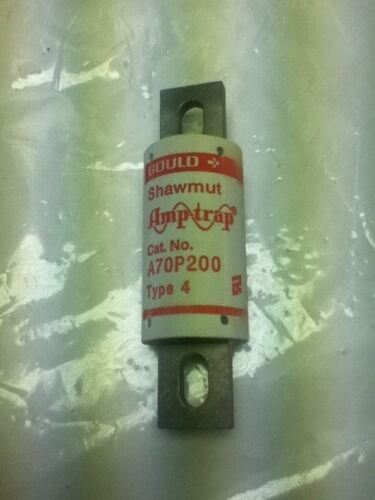 GOULD
Shawmut
Amp-trap®
Cat. No.
A70P200
Type 4